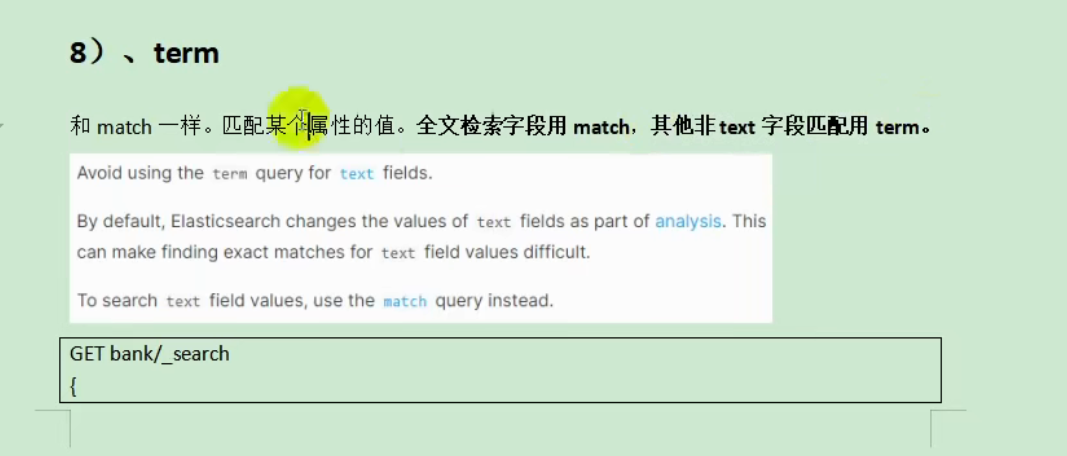 8）、term
和 match 一样。匹配某个属性的值。全文检索字段用 match，其他非 text 字段匹配用 term。
Avoid using the term query for text fields.
By default, Elasticsearch changes the values of text fields as part of analysis. This
can make finding exact matches for text field values difficult.
To search text field values, use the match query instead.
GET bank/_search
{